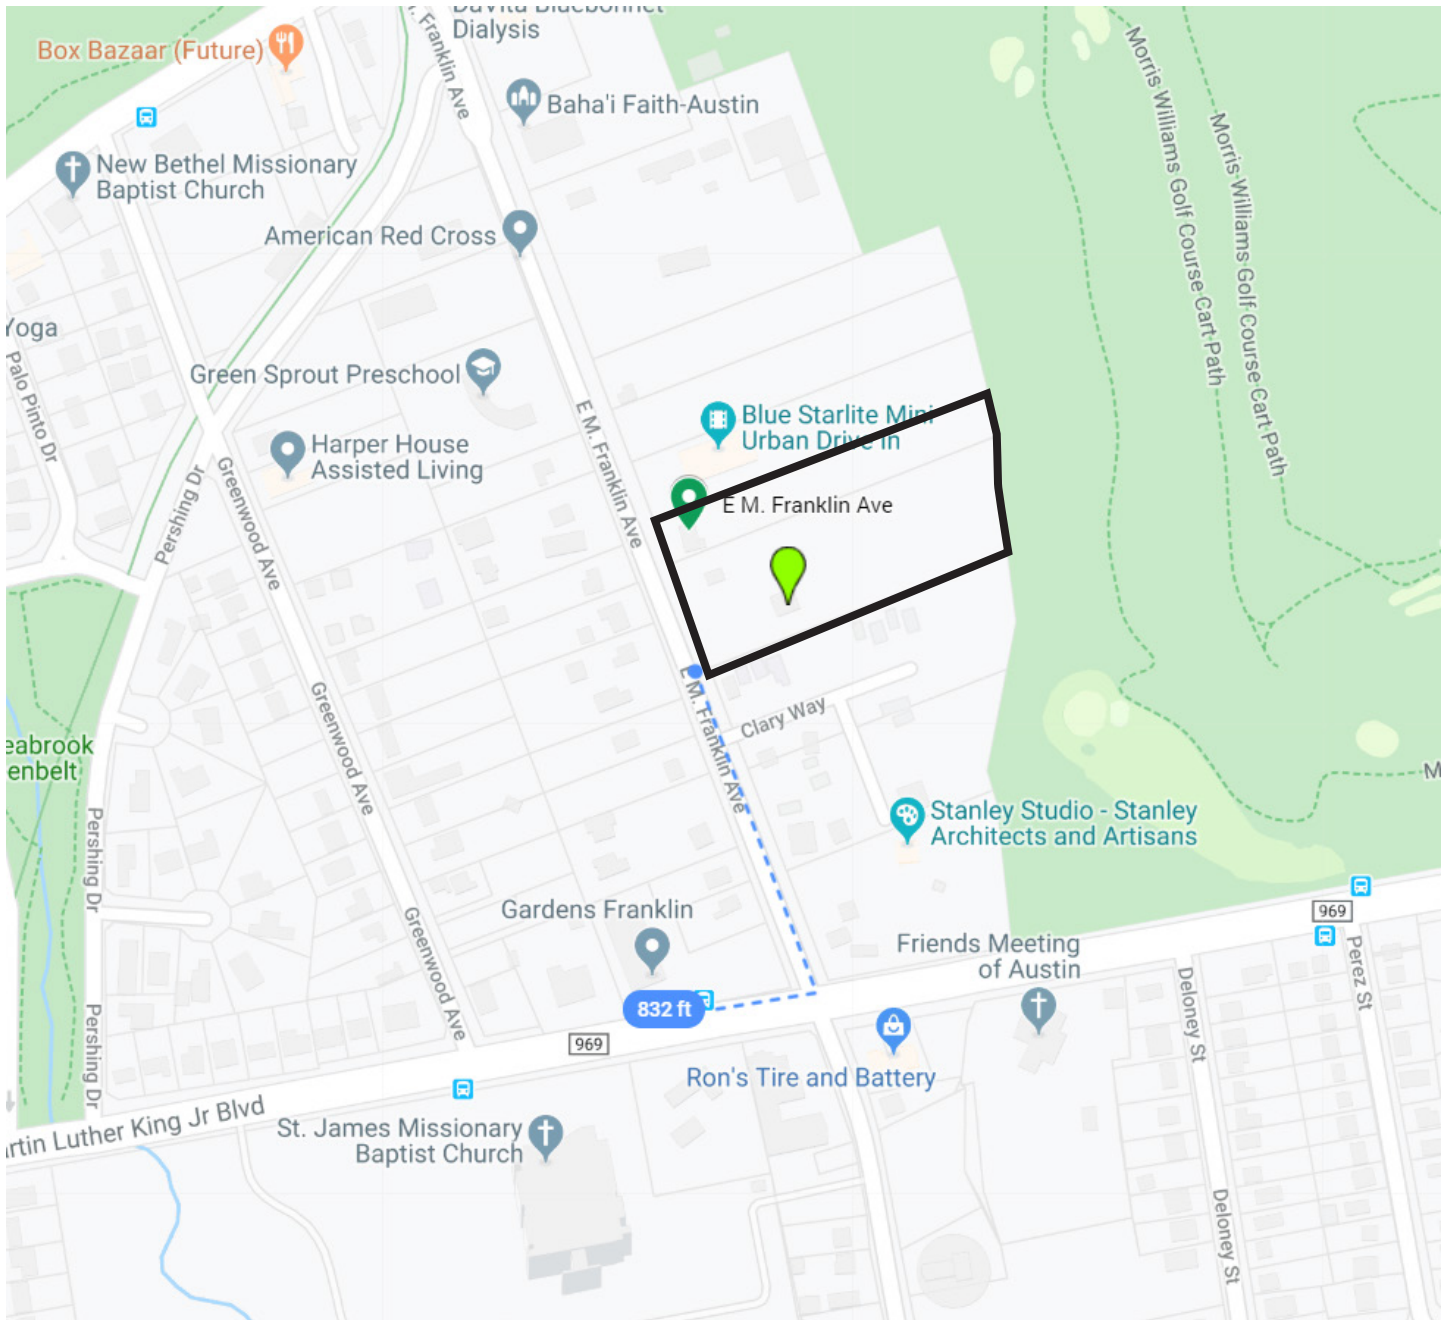 DaVita Bluebonnet
Dialysis
Box Bazaar (Future)
E M. Franklin Ave
Baha'i Faith-Austin
Morris Williams Golf Course Cart Path
Morris Williams Golf Course Cart Path
New Bethel Missionary
Baptist Church
American Red Cross
Yoga
Palo Pinto Dr
Green Sprout Preschool
Harper House
Assisted Living
E M. Franklin Ave
Blue Starlite Mini
Urban Drive In
E M. Franklin Ave
Pershing Dr
Greenwood Ave
Greenwood Ave
E M. Franklin Ave
Clary Way
eabrook
enbelt
M
Stanley Studio - Stanley
Architects and Artisans
Pershing Dr
Greenwood Ave
Gardens Franklin
969
Friends Meeting
of Austin
Perez St
Deloney St
832 ft
969
Pershing Dr
Ron's Tire and Battery
rtin Luther King Jr Blvd
St. James Missionary
Baptist Church
Deloney St